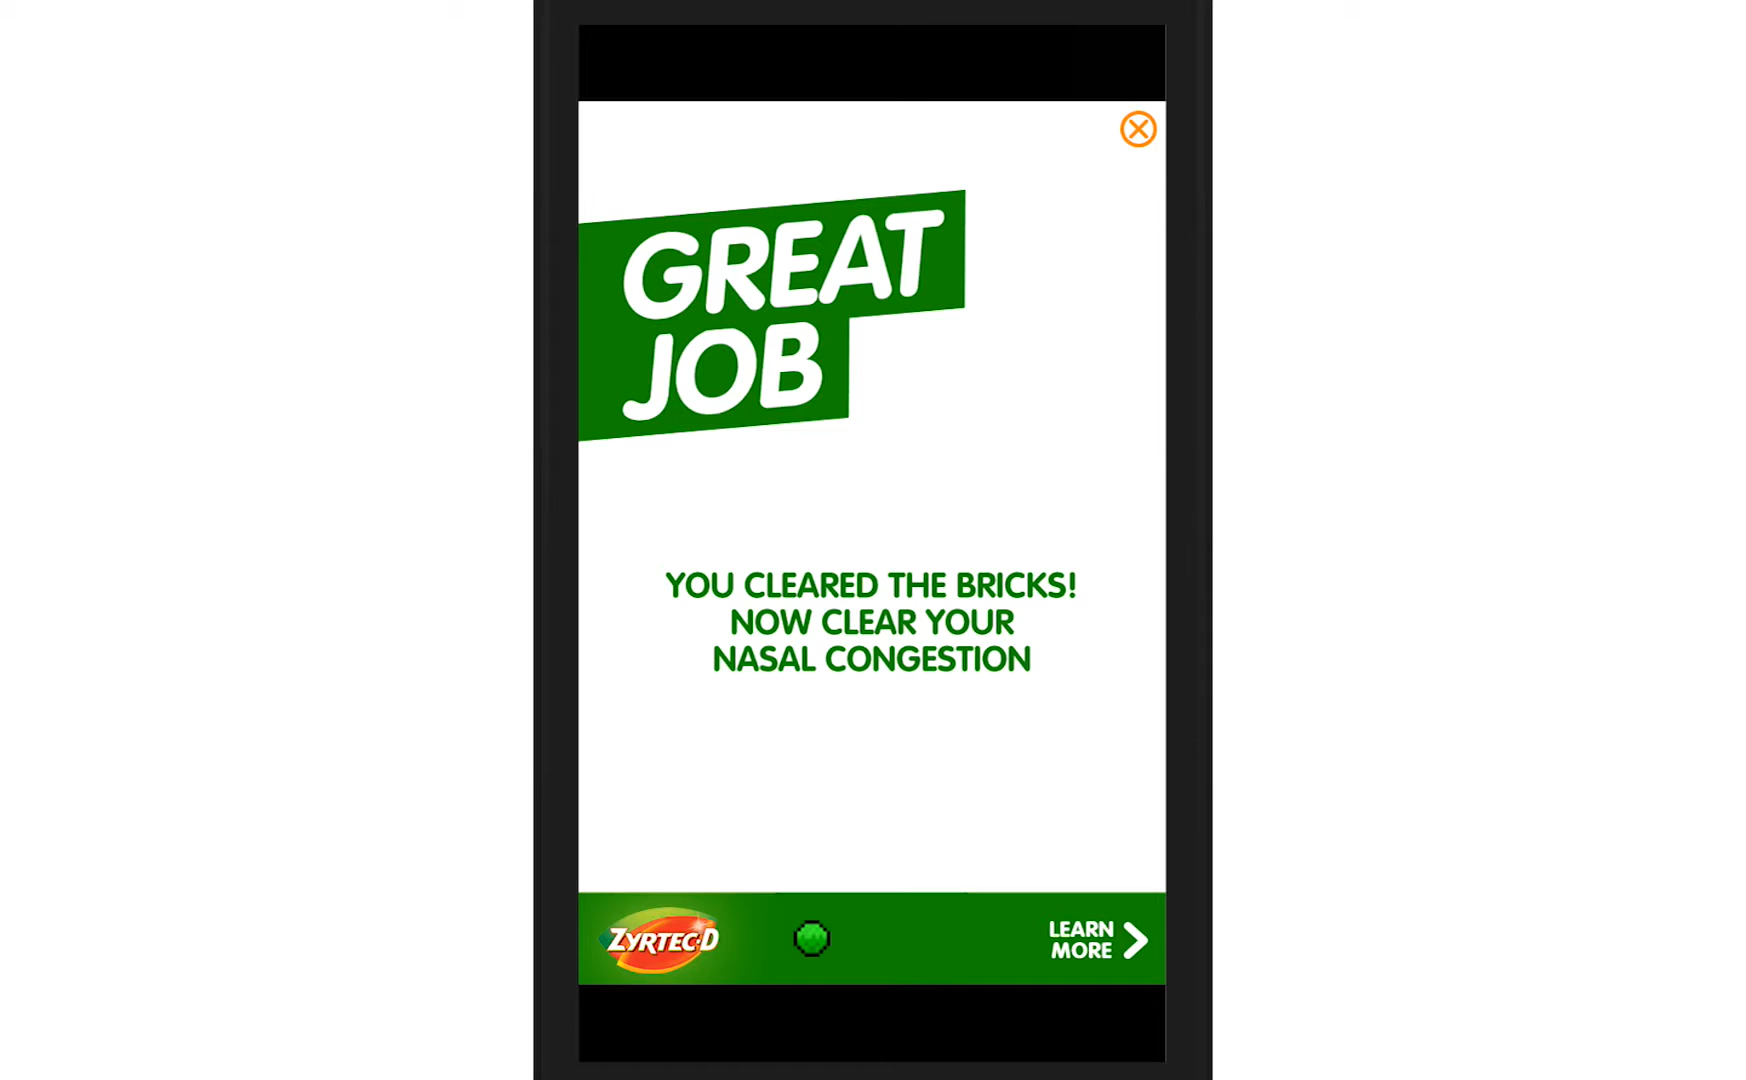 GREAT
JOB
YOU CLEARED THE BRICKS!
NOW CLEAR YOUR
NASAL CONGESTION
ZYRTEC-D
LEARN
MORE